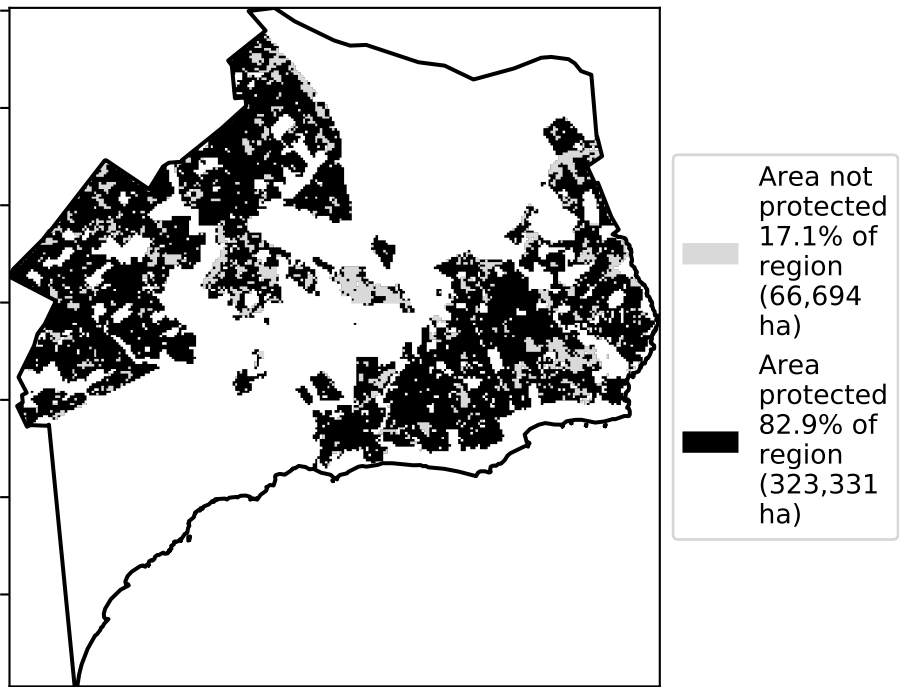 Area not
protected
17.1% of
region
(66,694
ha)
Area
protected
82.9% of
region
(323,331
ha)